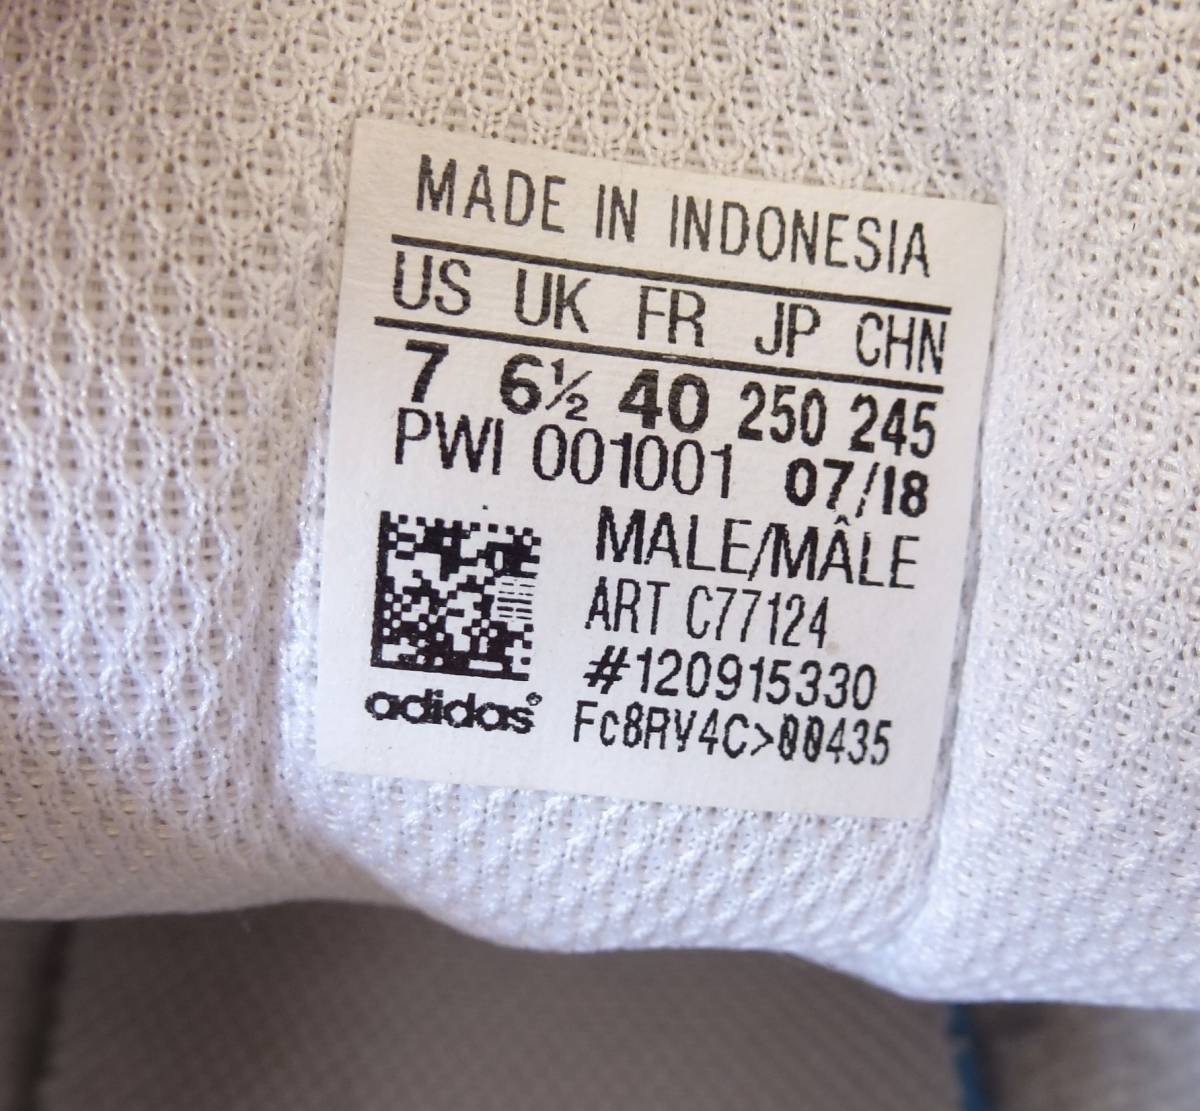 MADE IN INDONESIA
US UK FR JP CHN
7 6½ 40 250 245
PWI 001001 07/18
MALE/MÂLE
ART C77124
#120915330
Fc8RV4C>00435
adidas®